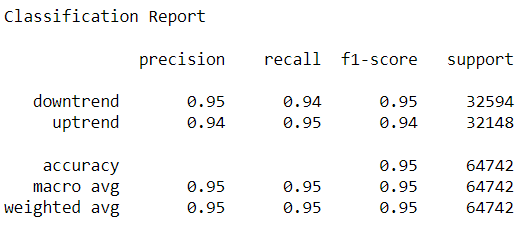 Classification Report
precision recall f1-score support
downtrend 0.95 0.94 0.95 32594
uptrend 0.94 0.95 0.94 32148
accuracy 0.95 64742
macro avg 0.95 0.95 0.95 64742
weighted avg 0.95 0.95 0.95 64742